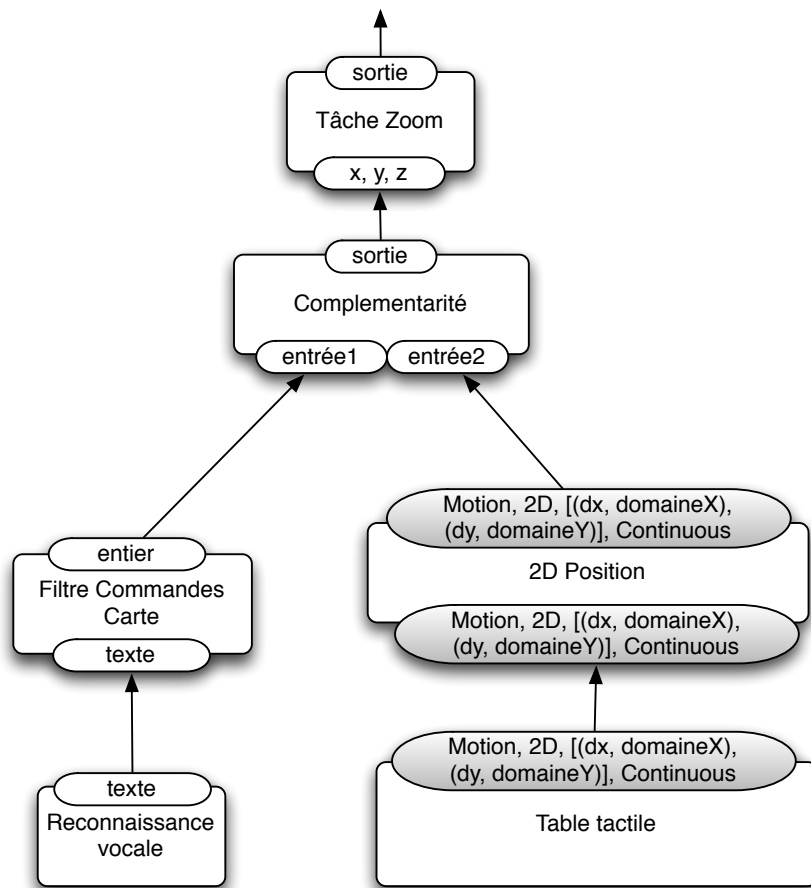 sortie
Tâche Zoom
x, y, z
sortie
Complementarité
entrée1
entrée2
Motion, 2D, [(dx, domaineX),
(dy, domaineY)], Continuous
2D Position
Motion, 2D, [(dx, domaineX),
(dy, domaineY)], Continuous
entier
Filtre Commandes
Carte
texte
Motion, 2D, [(dx, domaineX),
(dy, domaineY)], Continuous
Table tactile
texte
Reconnaissance
vocale